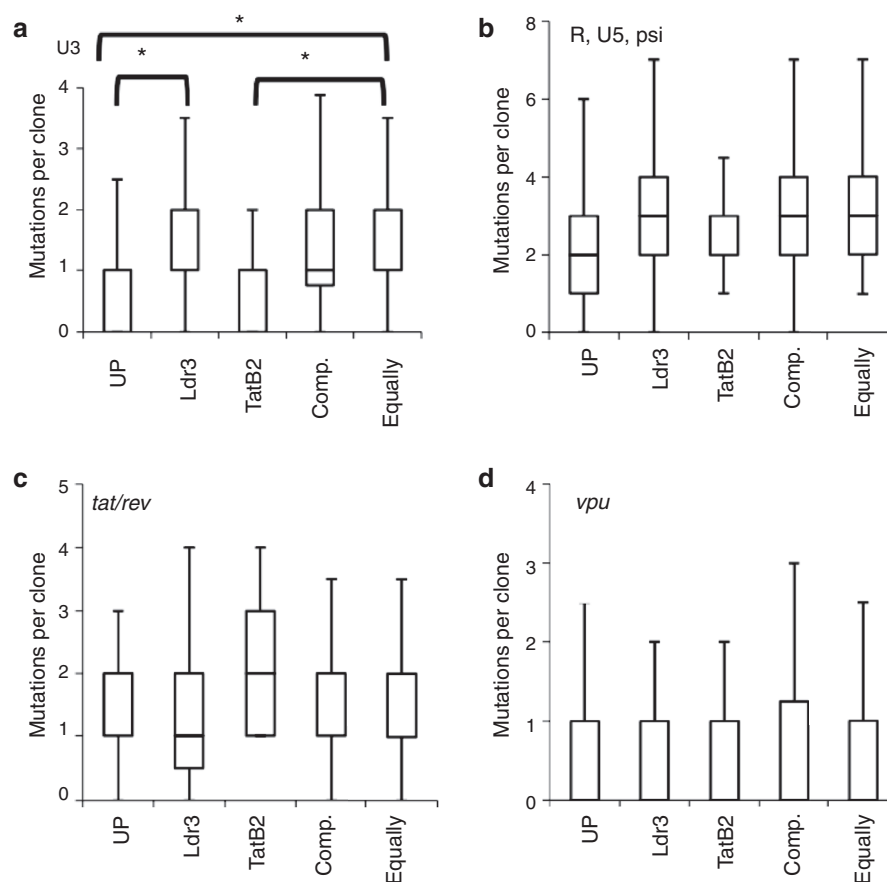 a
U3
*
*
*
Mutations per clone
4
3
2
1
0
UP
Ldr3
TatB2
Comp.
Equally
b
R, U5, psi
Mutations per clone
8
6
4
2
0
UP
Ldr3
TatB2
Comp.
Equally
c
tat/rev
Mutations per clone
5
4
3
2
1
0
UP
Ldr3
TatB2
Comp.
Equally
d
vpu
Mutations per clone
4
3
2
1
0
UP
Ldr3
TatB2
Comp.
Equally